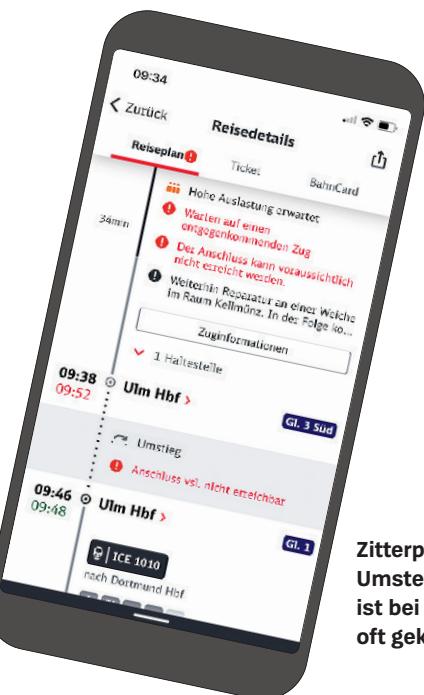 09:34
Zurück
Reisedetails
Reiseplan
Ticket
BahnCard
34min
Hohe Auslastung erwartet
Warten auf einen
entgegenkommenden Zug
Der Anschluss kann voraussichtlich
nicht erreicht werden.
Weiterhin Reparatur an einer Weiche
im Raum Kellmünz. In der Folge ko...
Zuginformationen
1 Haltestelle
09:38
09:52
Ulm Hbf
Gl. 3 Süd
Umstieg
Anschluss vsl. nicht erreichbar
09:46
09:48
Ulm Hbf
Gl. 1
ICE 1010
nach Dortmund Hbf
Zitterp
Umste
ist bei
oft gek